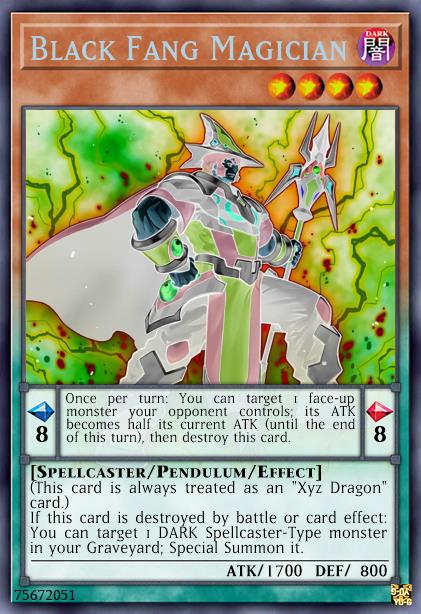 BLACK FANG MAGICIAN
DARK
闇
Once per turn: You can target 1 face-up
monster your opponent controls; its ATK
becomes half its current ATK (until the end
of this turn), then destroy this card.
8
8
[SPELLCASTER/PENDULUM/EFFECT]
(This card is always treated as an "Xyz Dragon"
card.)
If this card is destroyed by battle or card effect:
You can target 1 DARK Spellcaster-Type monster
in your Graveyard; Special Summon it.
ATK/1700 DEF/ 800
75672051